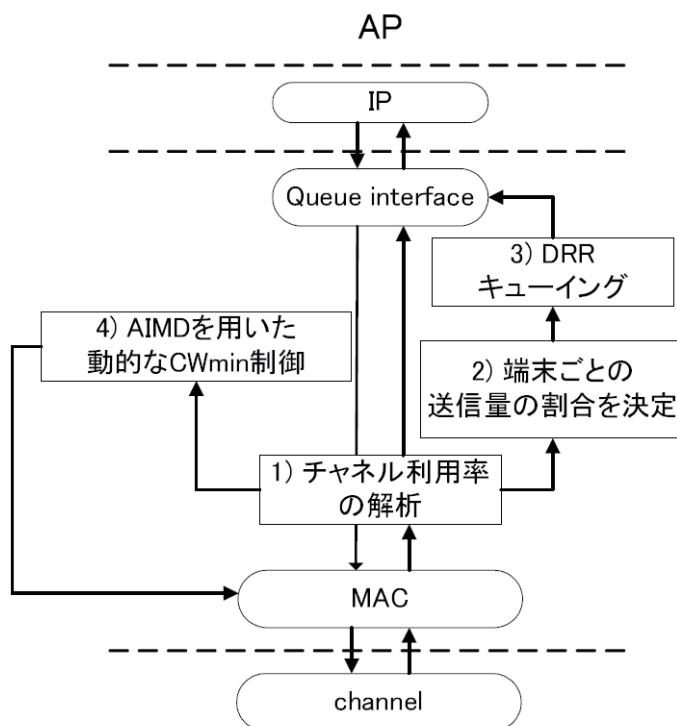 AP
IP
Queue interface
3) DRR
キューイング
4) AIMDを用いた
動的なCWmin制御
2) 端末ごとの
送信量の割合を決定
1) チャネル利用率
の解析
MAC
channel